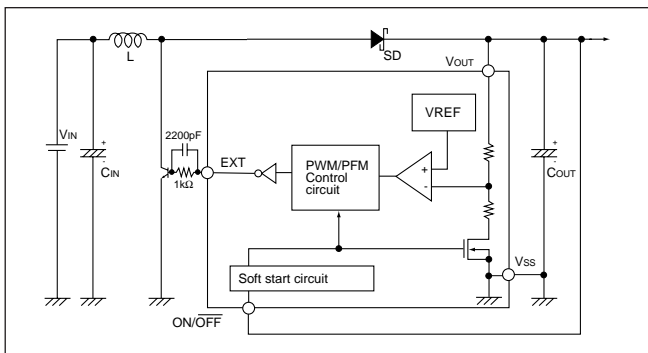 L
SD
VOUT
VREF
VIN
+
-
CIN
2200pF
1kΩ
EXT
PWM/PFM
Control
circuit
+
-
+
-
COUT
Soft start circuit
VSS
ON/OFF